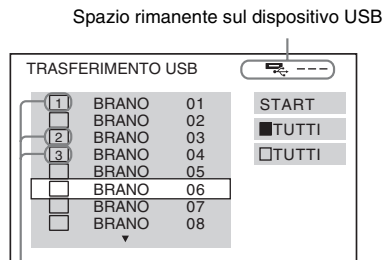 Spazio rimanente sul dispositivo USB
TRASFERIMENTO USB ---
1 BRANO 01 START
BRANO 02
2 BRANO 03 TUTTI
3 BRANO 04 TUTTI
BRANO 05
BRANO 06
BRANO 07
BRANO 08